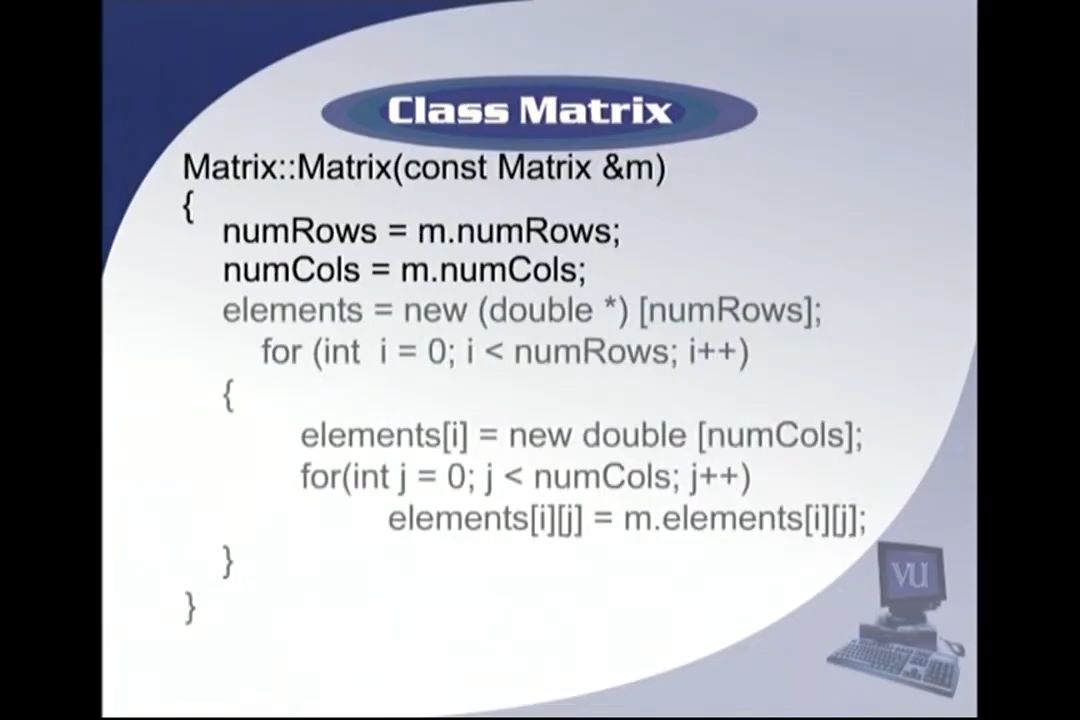 Class Matrix
Matrix::Matrix(const Matrix &m)
{
numRows = m.numRows;
numCols = m.numCols;
elements = new (double *) [numRows];
for (int i = 0; i < numRows; i++)
{
elements[i] = new double [numCols];
for(int j = 0; j < numCols; j++)
elements[i][j] = m.elements[i][j];
}
}
VU